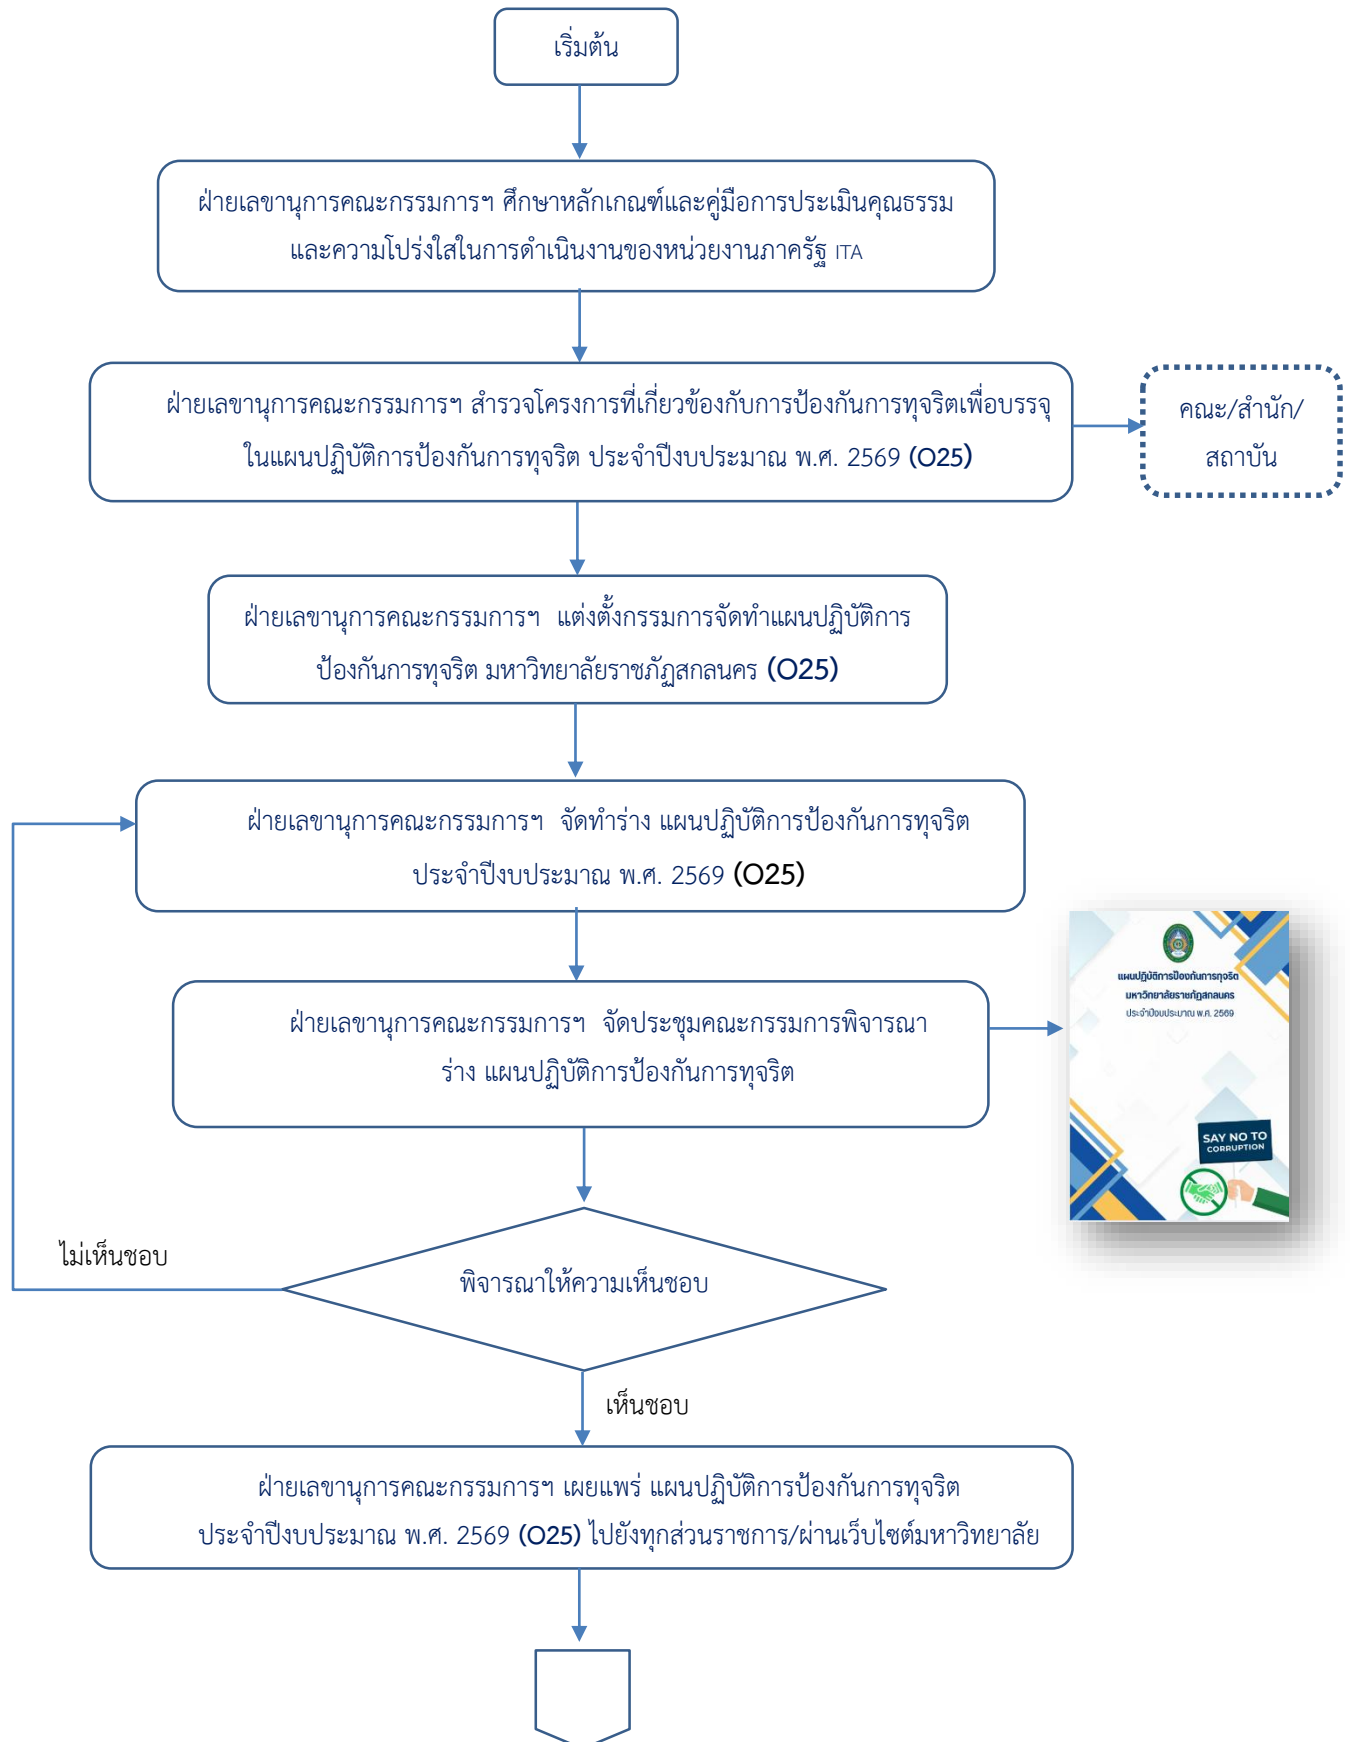 เริ่มต้น
ฝ่ายเลขานุการคณะกรรมการฯ ศึกษาหลักเกณฑ์และคู่มือการประเมินคุณธรรม
และความโปร่งใสในการดำเนินงานของหน่วยงานภาครัฐ ITA
ฝ่ายเลขานุการคณะกรรมการฯ สำรวจโครงการที่เกี่ยวข้องกับการป้องกันการทุจริตเพื่อบรรจุ
ในแผนปฏิบัติการป้องกันการทุจริต ประจำปีงบประมาณ พ.ศ. 2569 (O25)
คณะ/สำนัก/
สถาบัน
ฝ่ายเลขานุการคณะกรรมการฯ แต่งตั้งกรรมการจัดทำแผนปฏิบัติการ
ป้องกันการทุจริต มหาวิทยาลัยราชภัฏสกลนคร (O25)
ฝ่ายเลขานุการคณะกรรมการฯ จัดทำร่าง แผนปฏิบัติการป้องกันการทุจริต
ประจำปีงบประมาณ พ.ศ. 2569 (O25)
ฝ่ายเลขานุการคณะกรรมการฯ จัดประชุมคณะกรรมการพิจารณา
ร่าง แผนปฏิบัติการป้องกันการทุจริต
แผนปฏิบัติการป้องกันการทุจริต
มหาวิทยาลัยราชภัฏสกลนคร
ประจำปีงบประมาณ พ.ศ. 2569
SAY NO TO
CORRUPTION
ไม่เห็นชอบ
พิจารณาให้ความเห็นชอบ
เห็นชอบ
ฝ่ายเลขานุการคณะกรรมการฯ เผยแพร่ แผนปฏิบัติการป้องกันการทุจริต
ประจำปีงบประมาณ พ.ศ. 2569 (O25) ไปยังทุกส่วนราชการ/ผ่านเว็บไซต์มหาวิทยาลัย